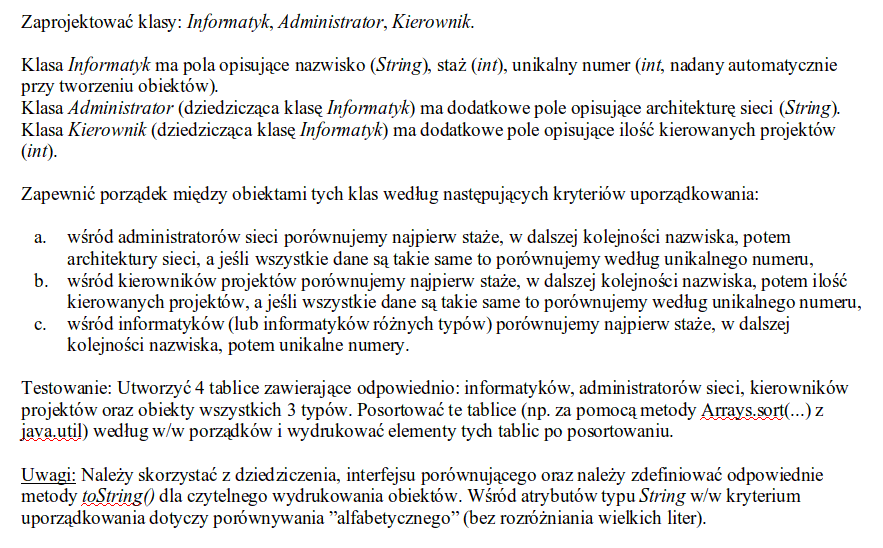 Zaprojektować klasy: Informatyk, Administrator, Kierownik.
Klasa Informatyk ma pola opisujące nazwisko (String), staż (int), unikalny numer (int, nadany automatycznie
przy tworzeniu obiektów).
Klasa Administrator (dziedzicząca klasę Informatyk) ma dodatkowe pole opisujące architekturę sieci (String).
Klasa Kierownik (dziedzicząca klasę Informatyk) ma dodatkowe pole opisujące ilość kierowanych projektów
(int).
Zapewnić porządek między obiektami tych klas według następujących kryteriów uporządkowania:
a. wśród administratorów sieci porównujemy najpierw staże, w dalszej kolejności nazwiska, potem
architektury sieci, a jeśli wszystkie dane są takie same to porównujemy według unikalnego numeru,
b. wśród kierowników projektów porównujemy najpierw staże, w dalszej kolejności nazwiska, potem ilość
kierowanych projektów, a jeśli wszystkie dane są takie same to porównujemy według unikalnego numeru,
c. wśród informatyków (lub informatyków różnych typów) porównujemy najpierw staże, w dalszej
kolejności nazwiska, potem unikalne numery.
Testowanie: Utworzyć 4 tablice zawierające odpowiednio: informatyków, administratorów sieci, kierowników
projektów oraz obiekty wszystkich 3 typów. Posortować te tablice (np. za pomocą metody Arrays.sort(...) z
java.util) według w/w porządków i wydrukować elementy tych tablic po posortowaniu.
Uwagi: Należy skorzystać z dziedziczenia, interfejsu porównującego oraz należy zdefiniować odpowiednie
metody toString() dla czytelnego wydrukowania obiektów. Wśród atrybutów typu String w/w kryterium
uporządkowania dotyczy porównywania ”alfabetycznego” (bez rozróżniania wielkich liter).